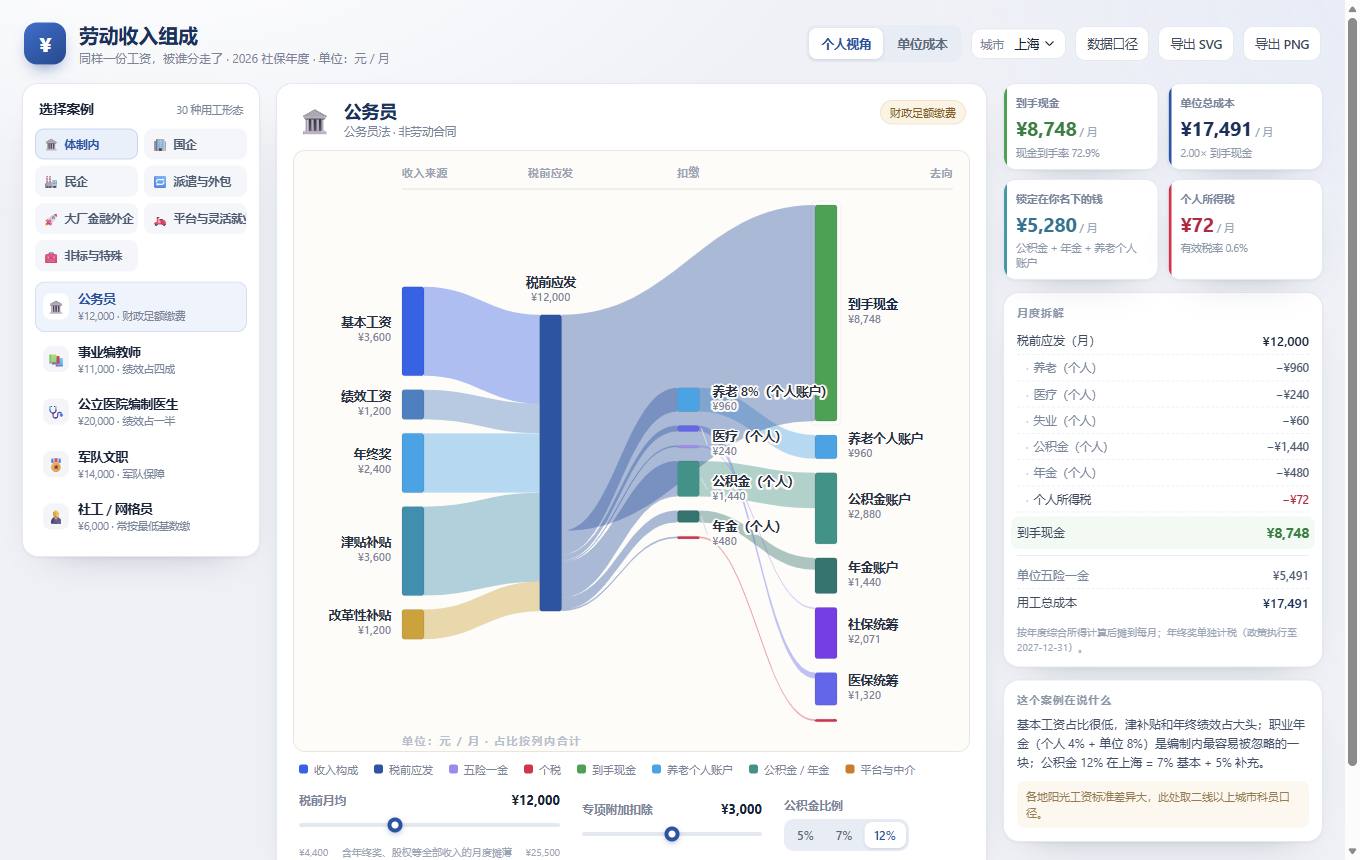 ¥
劳动收入组成
同样一份工资，被谁分走了 · 2026 社保年度 · 单位：元 / 月
个人视角
单位成本
城市 上海
数据口径
导出 SVG
导出 PNG
选择案例
30 种用工形态
体制内
国企
民企
派遣与外包
大厂金融外企
平台与灵活就业
非标与特殊
公务员
¥12,000 · 财政足额缴费
事业编教师
¥11,000 · 绩效占四成
公立医院编制医生
¥20,000 · 绩效占一半
军队文职
¥14,000 · 军队保障
社工 / 网格员
¥6,000 · 常按最低基数缴
公务员
公务员法 · 非劳动合同
财政足额缴费
收入来源
税前应发
扣缴
去向
税前应发
¥12,000
基本工资
¥3,600
绩效工资
¥1,200
年终奖
¥2,400
津贴补贴
¥3,600
改革性补贴
¥1,200
养老 8%（个人账户）
¥960
医疗（个人）
¥240
公积金（个人）
¥1,440
年金（个人）
¥480
到手现金
¥8,748
养老个人账户
¥960
公积金账户
¥2,880
年金账户
¥1,440
社保统筹
¥2,071
医保统筹
¥1,320
单位：元 / 月 · 占比按列内合计
收入构成
税前应发
五险一金
个税
到手现金
养老个人账户
公积金 / 年金
平台与中介
税前月均
¥12,000
¥4,400
含年终奖、股权等全部收入的月度摊薄
¥25,500
专项附加扣除
¥3,000
公积金比例
5%
7%
12%
到手现金
¥8,748 / 月
现金到手率 72.9%
单位总成本
¥17,491 / 月
2.00× 到手现金
锁定在你名下的钱
¥5,280 / 月
公积金 + 年金 + 养老个人
账户
个人所得税
¥72 / 月
有效税率 0.6%
月度拆解
税前应发（月）
¥12,000
· 养老（个人）
−¥960
· 医疗（个人）
−¥240
· 失业（个人）
−¥60
· 公积金（个人）
−¥1,440
· 年金（个人）
−¥480
· 个人所得税
−¥72
到手现金
¥8,748
单位五险一金
¥5,491
用工总成本
¥17,491
按年度综合所得计算后摊到每月；年终奖单独计税（政策执行至
2027-12-31）。
这个案例在说什么
基本工资占比很低，津补贴和年终绩效占大头；职业年
金（个人 4% + 单位 8%）是编制内最容易被忽略的一
块；公积金 12% 在上海 = 7% 基本 + 5% 补充。
各地阳光工资标准差异大，此处取二线以上城市科员口
径。